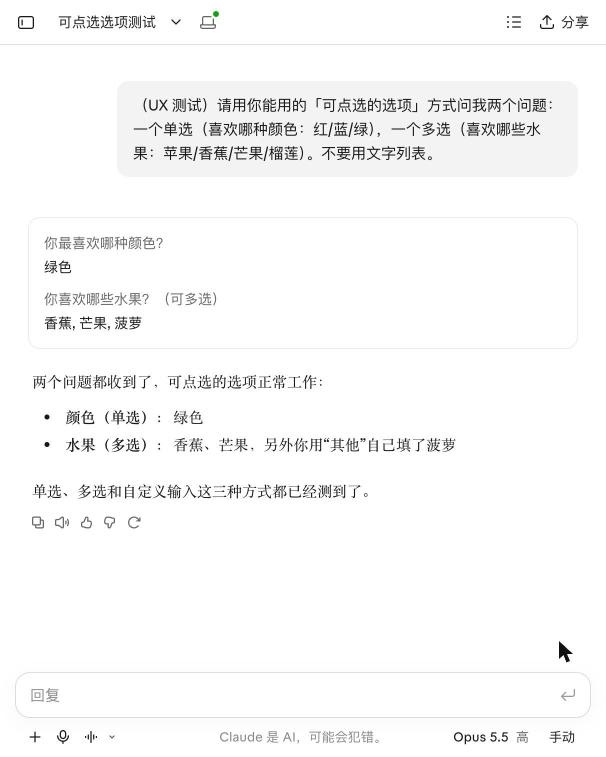 可点选选项测试
分享
（UX 测试）请用你能用的「可点选的选项」方式问我两个问题：
一个单选（喜欢哪种颜色：红/蓝/绿），一个多选（喜欢哪些水
果：苹果/香蕉/芒果/榴莲）。不要用文字列表。
你最喜欢哪种颜色？
绿色
你喜欢哪些水果？（可多选）
香蕉, 芒果, 菠萝
两个问题都收到了，可点选的选项正常工作：
• 颜色（单选）：绿色
• 水果（多选）：香蕉、芒果，另外你用“其他”自己填了菠萝
单选、多选和自定义输入这三种方式都已经测到了。
回复
Claude 是 AI，可能会犯错。
Opus 5.5 高
手动